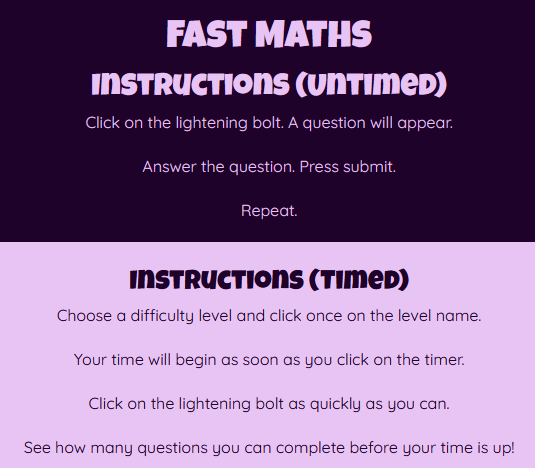 FAST MATHS
Instructions (Untimed)
Click on the lightening bolt. A question will appear.
Answer the question. Press submit.
Repeat.
Instructions (Timed)
Choose a difficulty level and click once on the level name.
Your time will begin as soon as you click on the timer.
Click on the lightening bolt as quickly as you can.
See how many questions you can complete before your time is up!